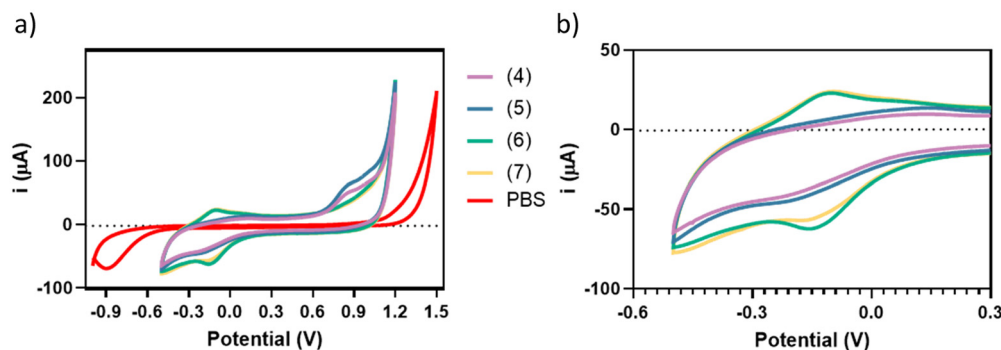 a)
200
100
0
-100
i (µA)
-0.9 -0.6 -0.3 0.0 0.3 0.6 0.9 1.2 1.5
Potential (V)
(4)
(5)
(6)
(7)
PBS
b)
50
0
-50
-100
i (µA)
-0.6 -0.3 0.0 0.3
Potential (V)